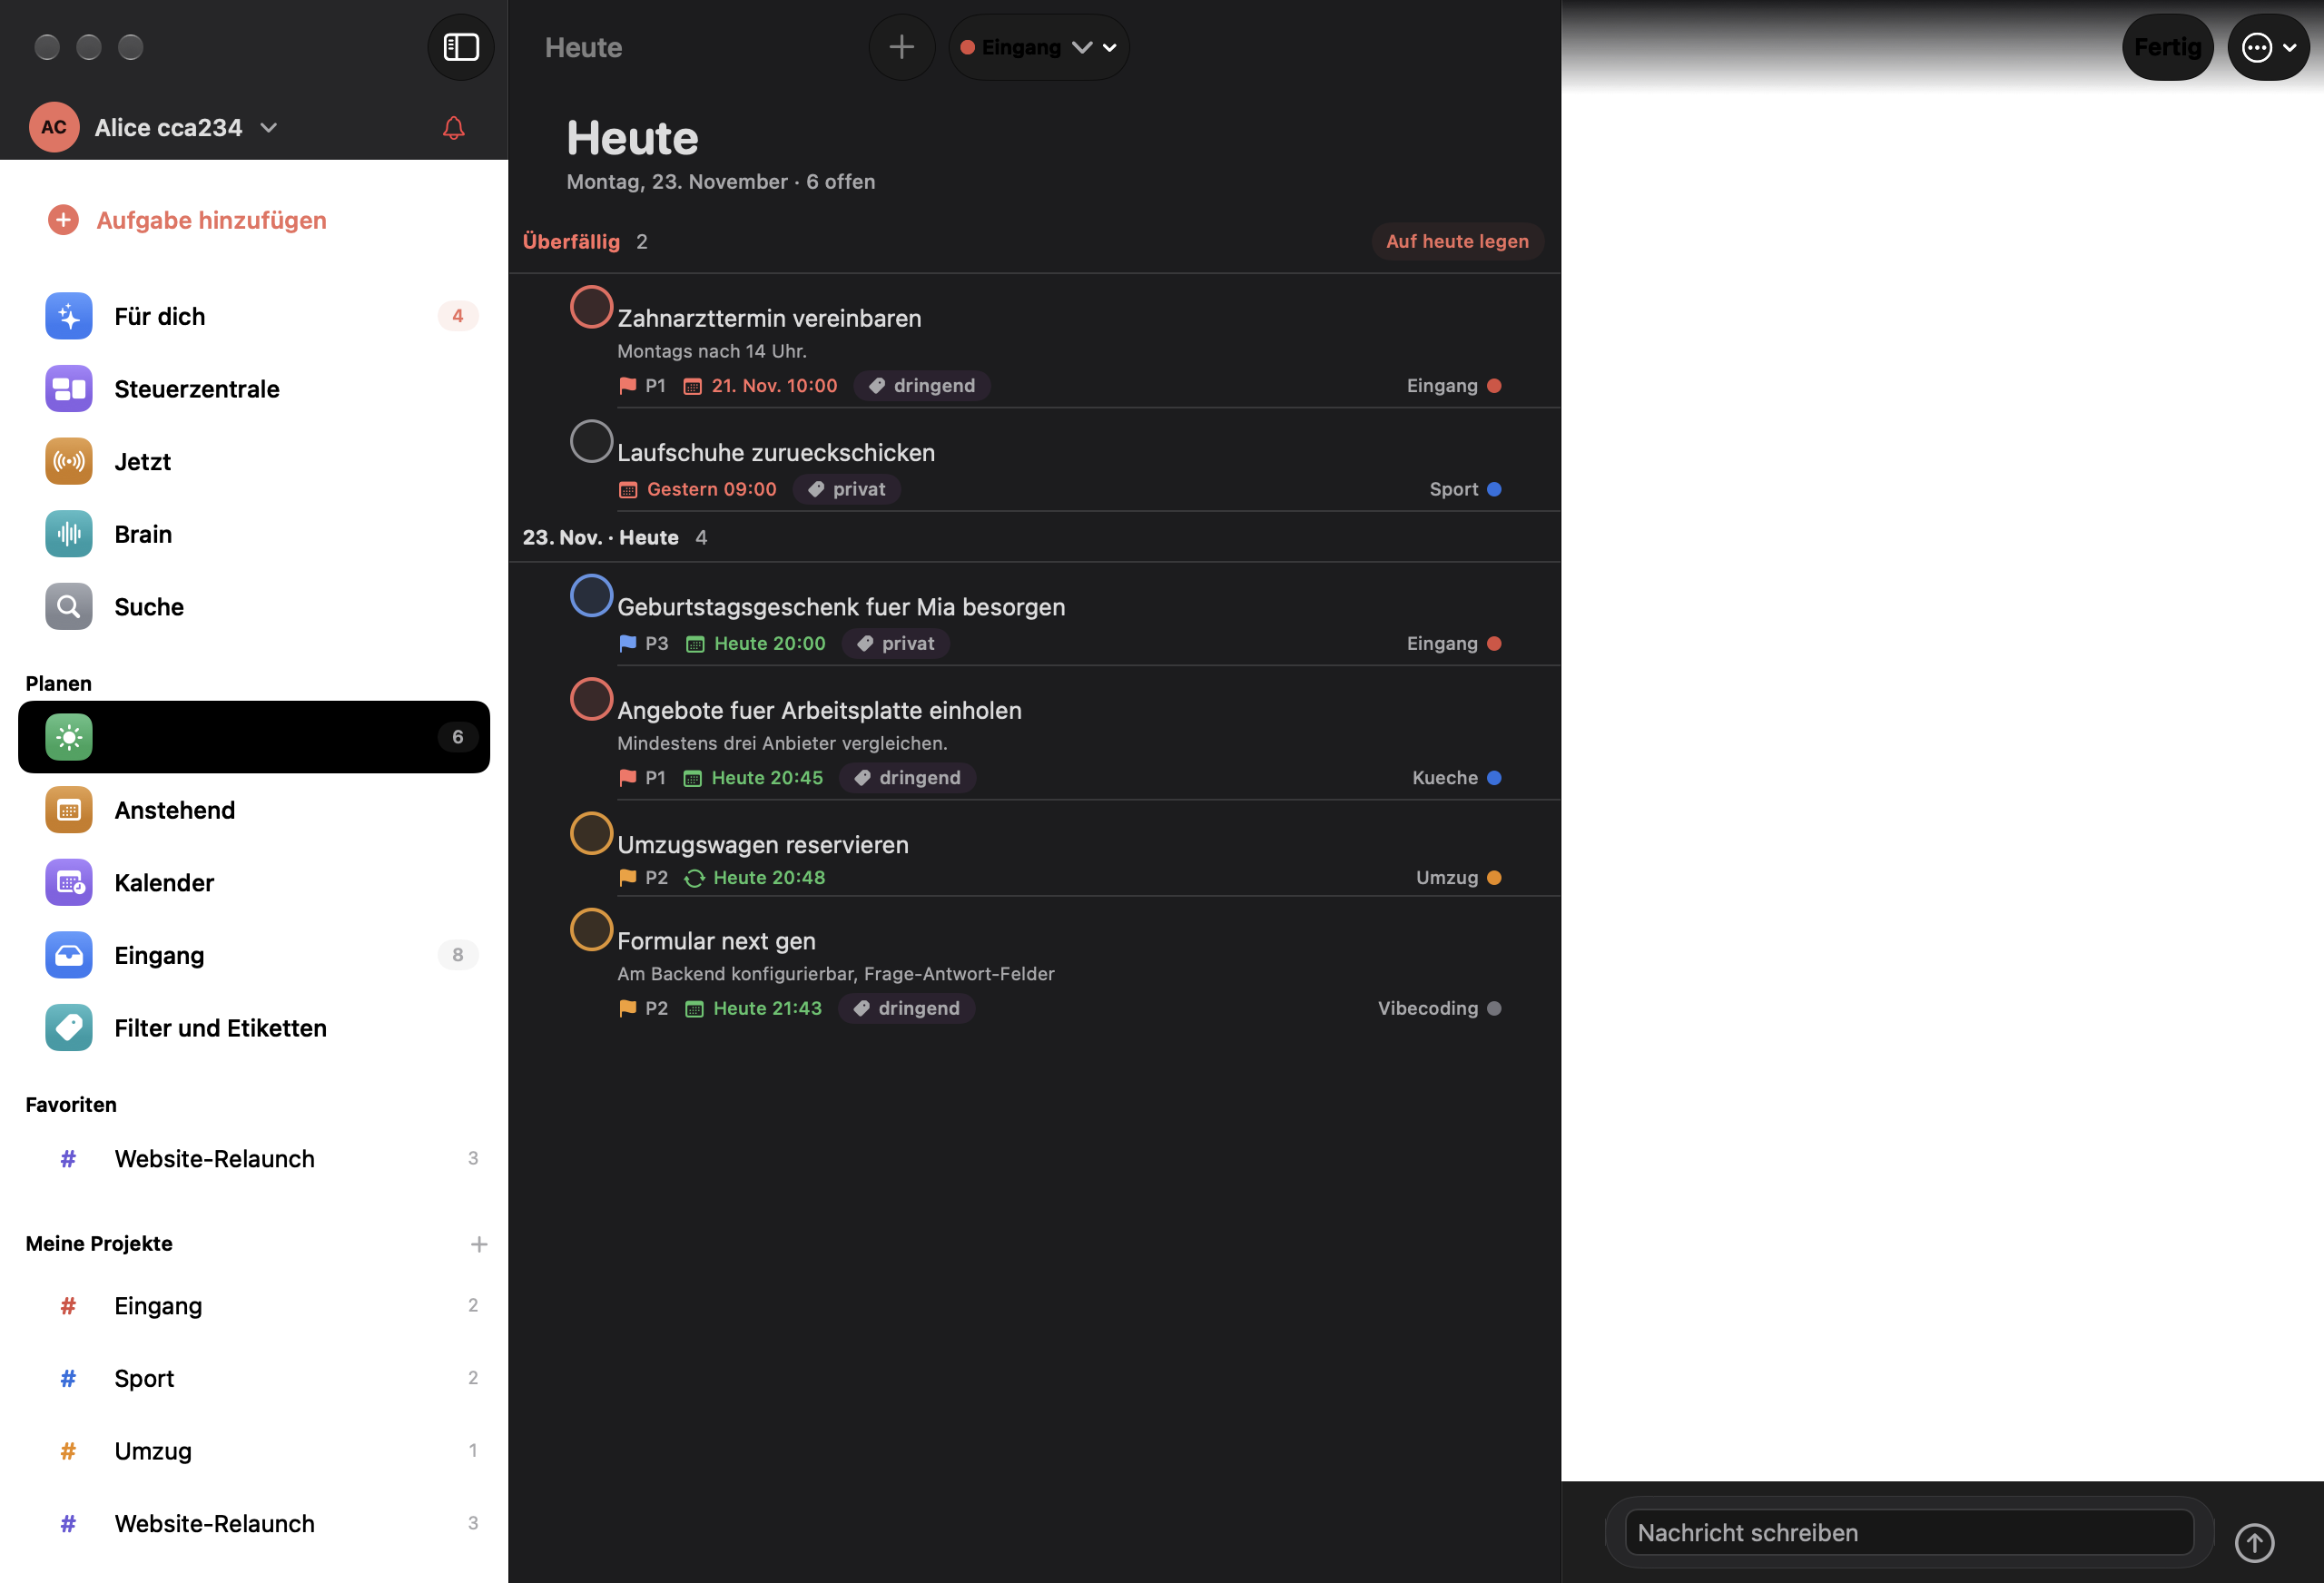 AC Alice cca234
Aufgabe hinzufügen
Für dich 4
Steuerzentrale
Jetzt
Brain
Suche
Planen
6
Anstehend
Kalender
Eingang 8
Filter und Etiketten
Favoriten
# Website-Relaunch 3
Meine Projekte +
# Eingang 2
# Sport 2
# Umzug 1
# Website-Relaunch 3
Heute
Eingang
Heute
Montag, 23. November · 6 offen
Überfällig 2 Auf heute legen
Zahnarzttermin vereinbaren
Montags nach 14 Uhr.
P1 21. Nov. 10:00 dringend Eingang
Laufschuhe zurueckschicken
Gestern 09:00 privat Sport
23. Nov. · Heute 4
Geburtstagsgeschenk fuer Mia besorgen
P3 Heute 20:00 privat Eingang
Angebote fuer Arbeitsplatte einholen
Mindestens drei Anbieter vergleichen.
P1 Heute 20:45 dringend Kueche
Umzugswagen reservieren
P2 Heute 20:48 Umzug
Formular next gen
Am Backend konfigurierbar, Frage-Antwort-Felder
P2 Heute 21:43 dringend Vibecoding
Fertig
Nachricht schreiben